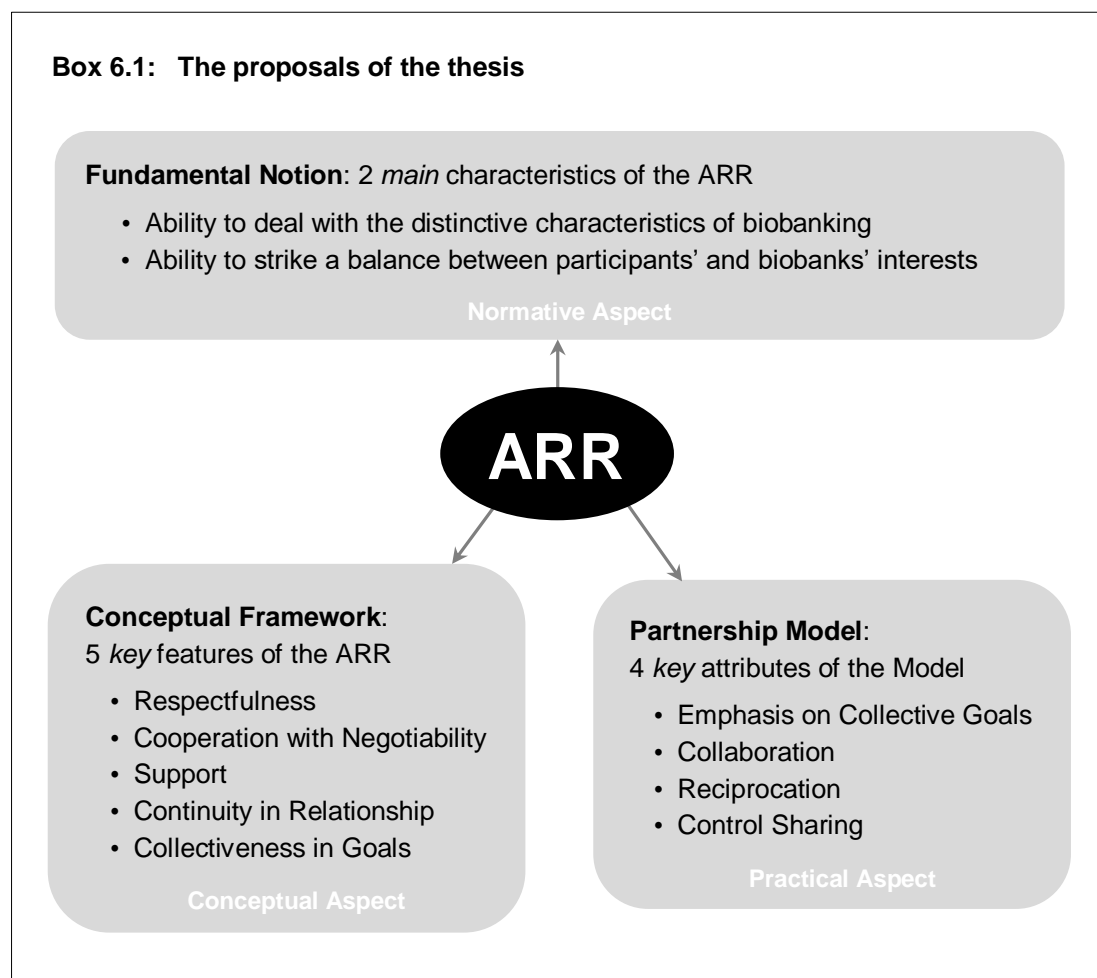 Box 6.1: The proposals of the thesis
Fundamental Notion: 2 main characteristics of the ARR
• Ability to deal with the distinctive characteristics of biobanking
• Ability to strike a balance between participants’ and biobanks’ interests
Normative Aspect
ARR
Conceptual Framework:
5 key features of the ARR
• Respectfulness
• Cooperation with Negotiability
• Support
• Continuity in Relationship
• Collectiveness in Goals
Conceptual Aspect
Partnership Model:
4 key attributes of the Model
• Emphasis on Collective Goals
• Collaboration
• Reciprocation
• Control Sharing
Practical Aspect